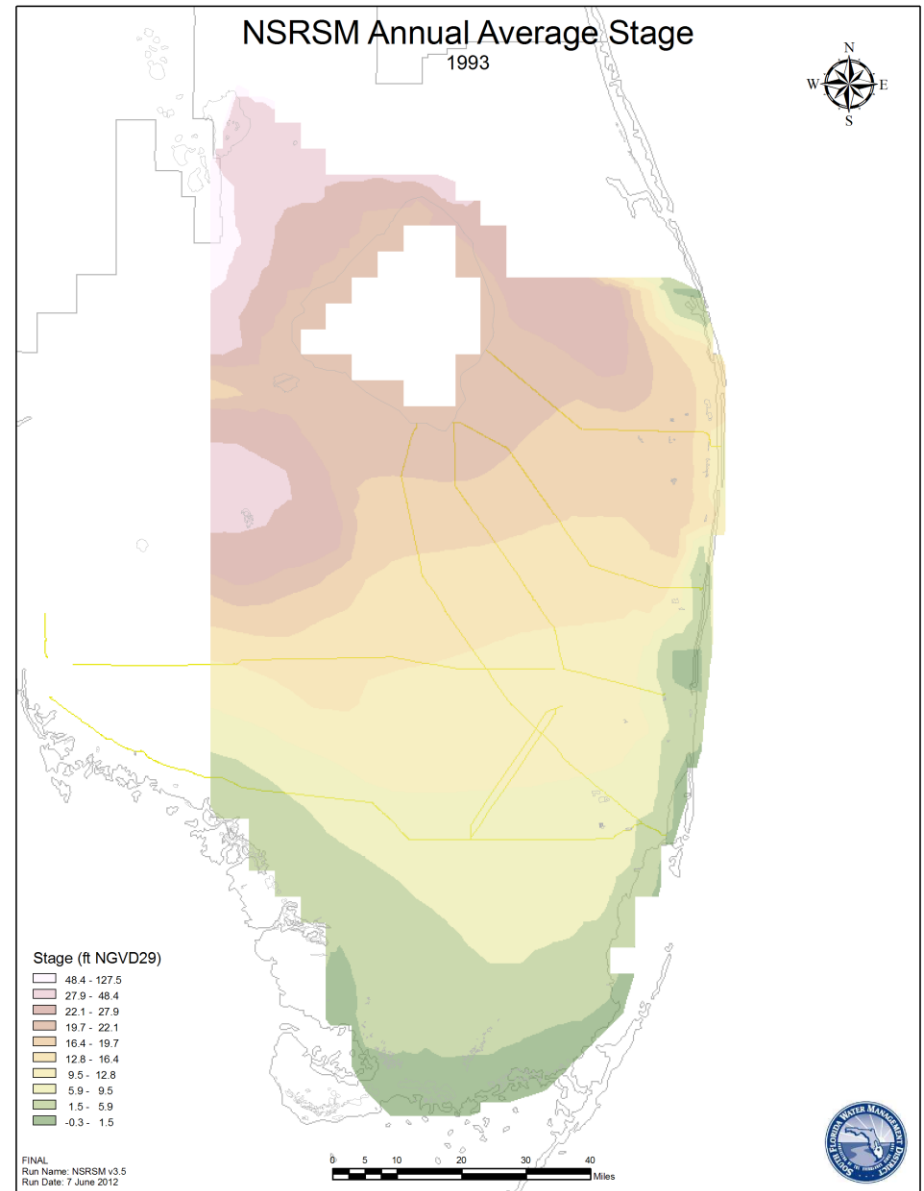 NSRSM Annual Average Stage
1993
N
W E
S
Stage (ft NGVD29)
48.4 - 127.5
27.9 - 48.4
22.1 - 27.9
19.7 - 22.1
16.4 - 19.7
12.8 - 16.4
9.5 - 12.8
5.9 - 9.5
1.5 - 5.9
-0.3 - 1.5
FINAL
Run Name: NSRSM v3.5
Run Date: 7 June 2012
0 5 10 20 30 40
Miles
SOUTH FLORIDA WATER MANAGEMENT DISTRICT